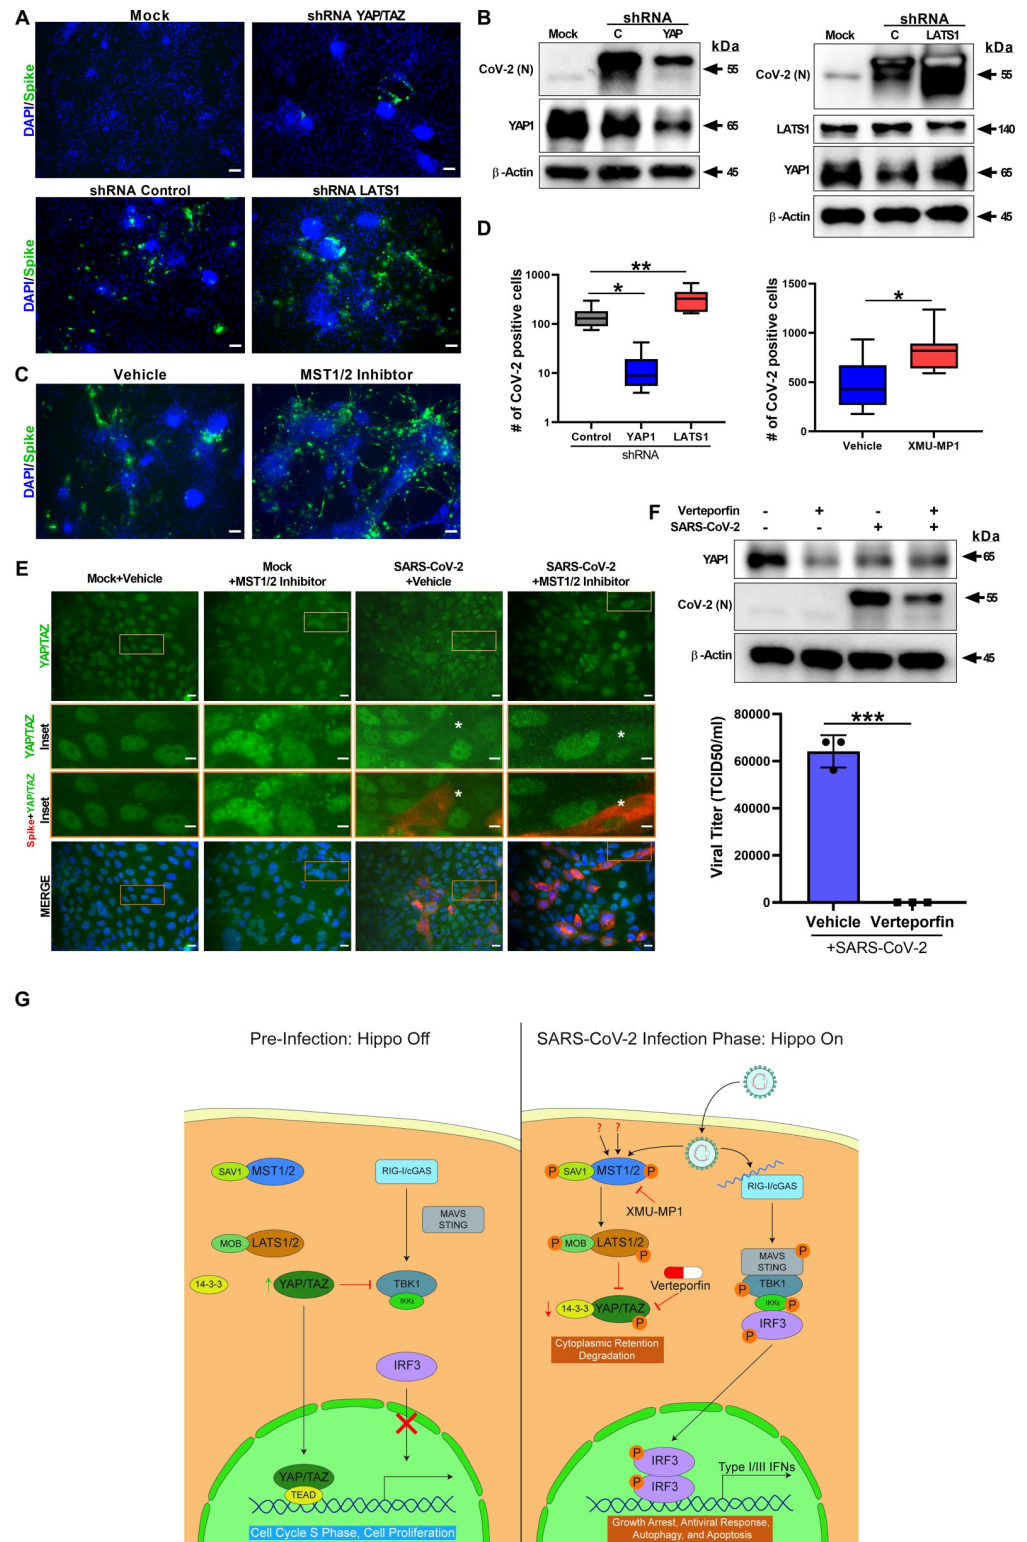 A
Mock
shRNA YAP/TAZ
DAPI/Spike
shRNA Control
shRNA LATS1
DAPI/Spike
B
shRNA
Mock
C
YAP
kDa
CoV-2 (N)
55
YAP1
65
β-Actin
45
shRNA
Mock
C
LATS1
kDa
CoV-2 (N)
55
LATS1
140
YAP1
65
β-Actin
45
C
Vehicle
MST1/2 Inhibtor
DAPI/Spike
D
# of CoV-2 positive cells
1000
100
10
1
**
*
Control
YAP1
LATS1
shRNA
# of CoV-2 positive cells
1500
1000
500
0
*
Vehicle
XMU-MP1
E
Mock+Vehicle
Mock
+MST1/2 Inhibitor
SARS-CoV-2
+Vehicle
SARS-CoV-2
+MST1/2 Inhibitor
YAP/TAZ
YAP/TAZ
Inset
*
*
Spike+YAP/TAZ
Inset
*
*
MERGE
F
Verteporfin - + - +
SARS-CoV-2 - - + +
kDa
YAP1
65
CoV-2 (N)
55
β-Actin
45
Viral Titer (TCID50/ml)
80000
60000
40000
20000
0
***
Vehicle
Verteporfin
+SARS-CoV-2
G
Pre-Infection: Hippo Off
SAV1
MST1/2
RIG-I/cGAS
MAVS
STING
MOB
LATS1/2
14-3-3
YAP/TAZ
TBK1
IKKε
IRF3
YAP/TAZ
TEAD
Cell Cycle S Phase, Cell Proliferation
SARS-CoV-2 Infection Phase: Hippo On
?
?
P
SAV1
MST1/2
P
RIG-I/cGAS
XMU-MP1
P
MOB
LATS1/2
P
MAVS
STING
P
Verteporfin
TBK1
P
IKKε
P
14-3-3
YAP/TAZ
P
IRF3
P
Cytoplasmic Retention
Degradation
P
IRF3
P
IRF3
Type I/III IFNs
Growth Arrest, Antiviral Response,
Autophagy, and Apoptosis